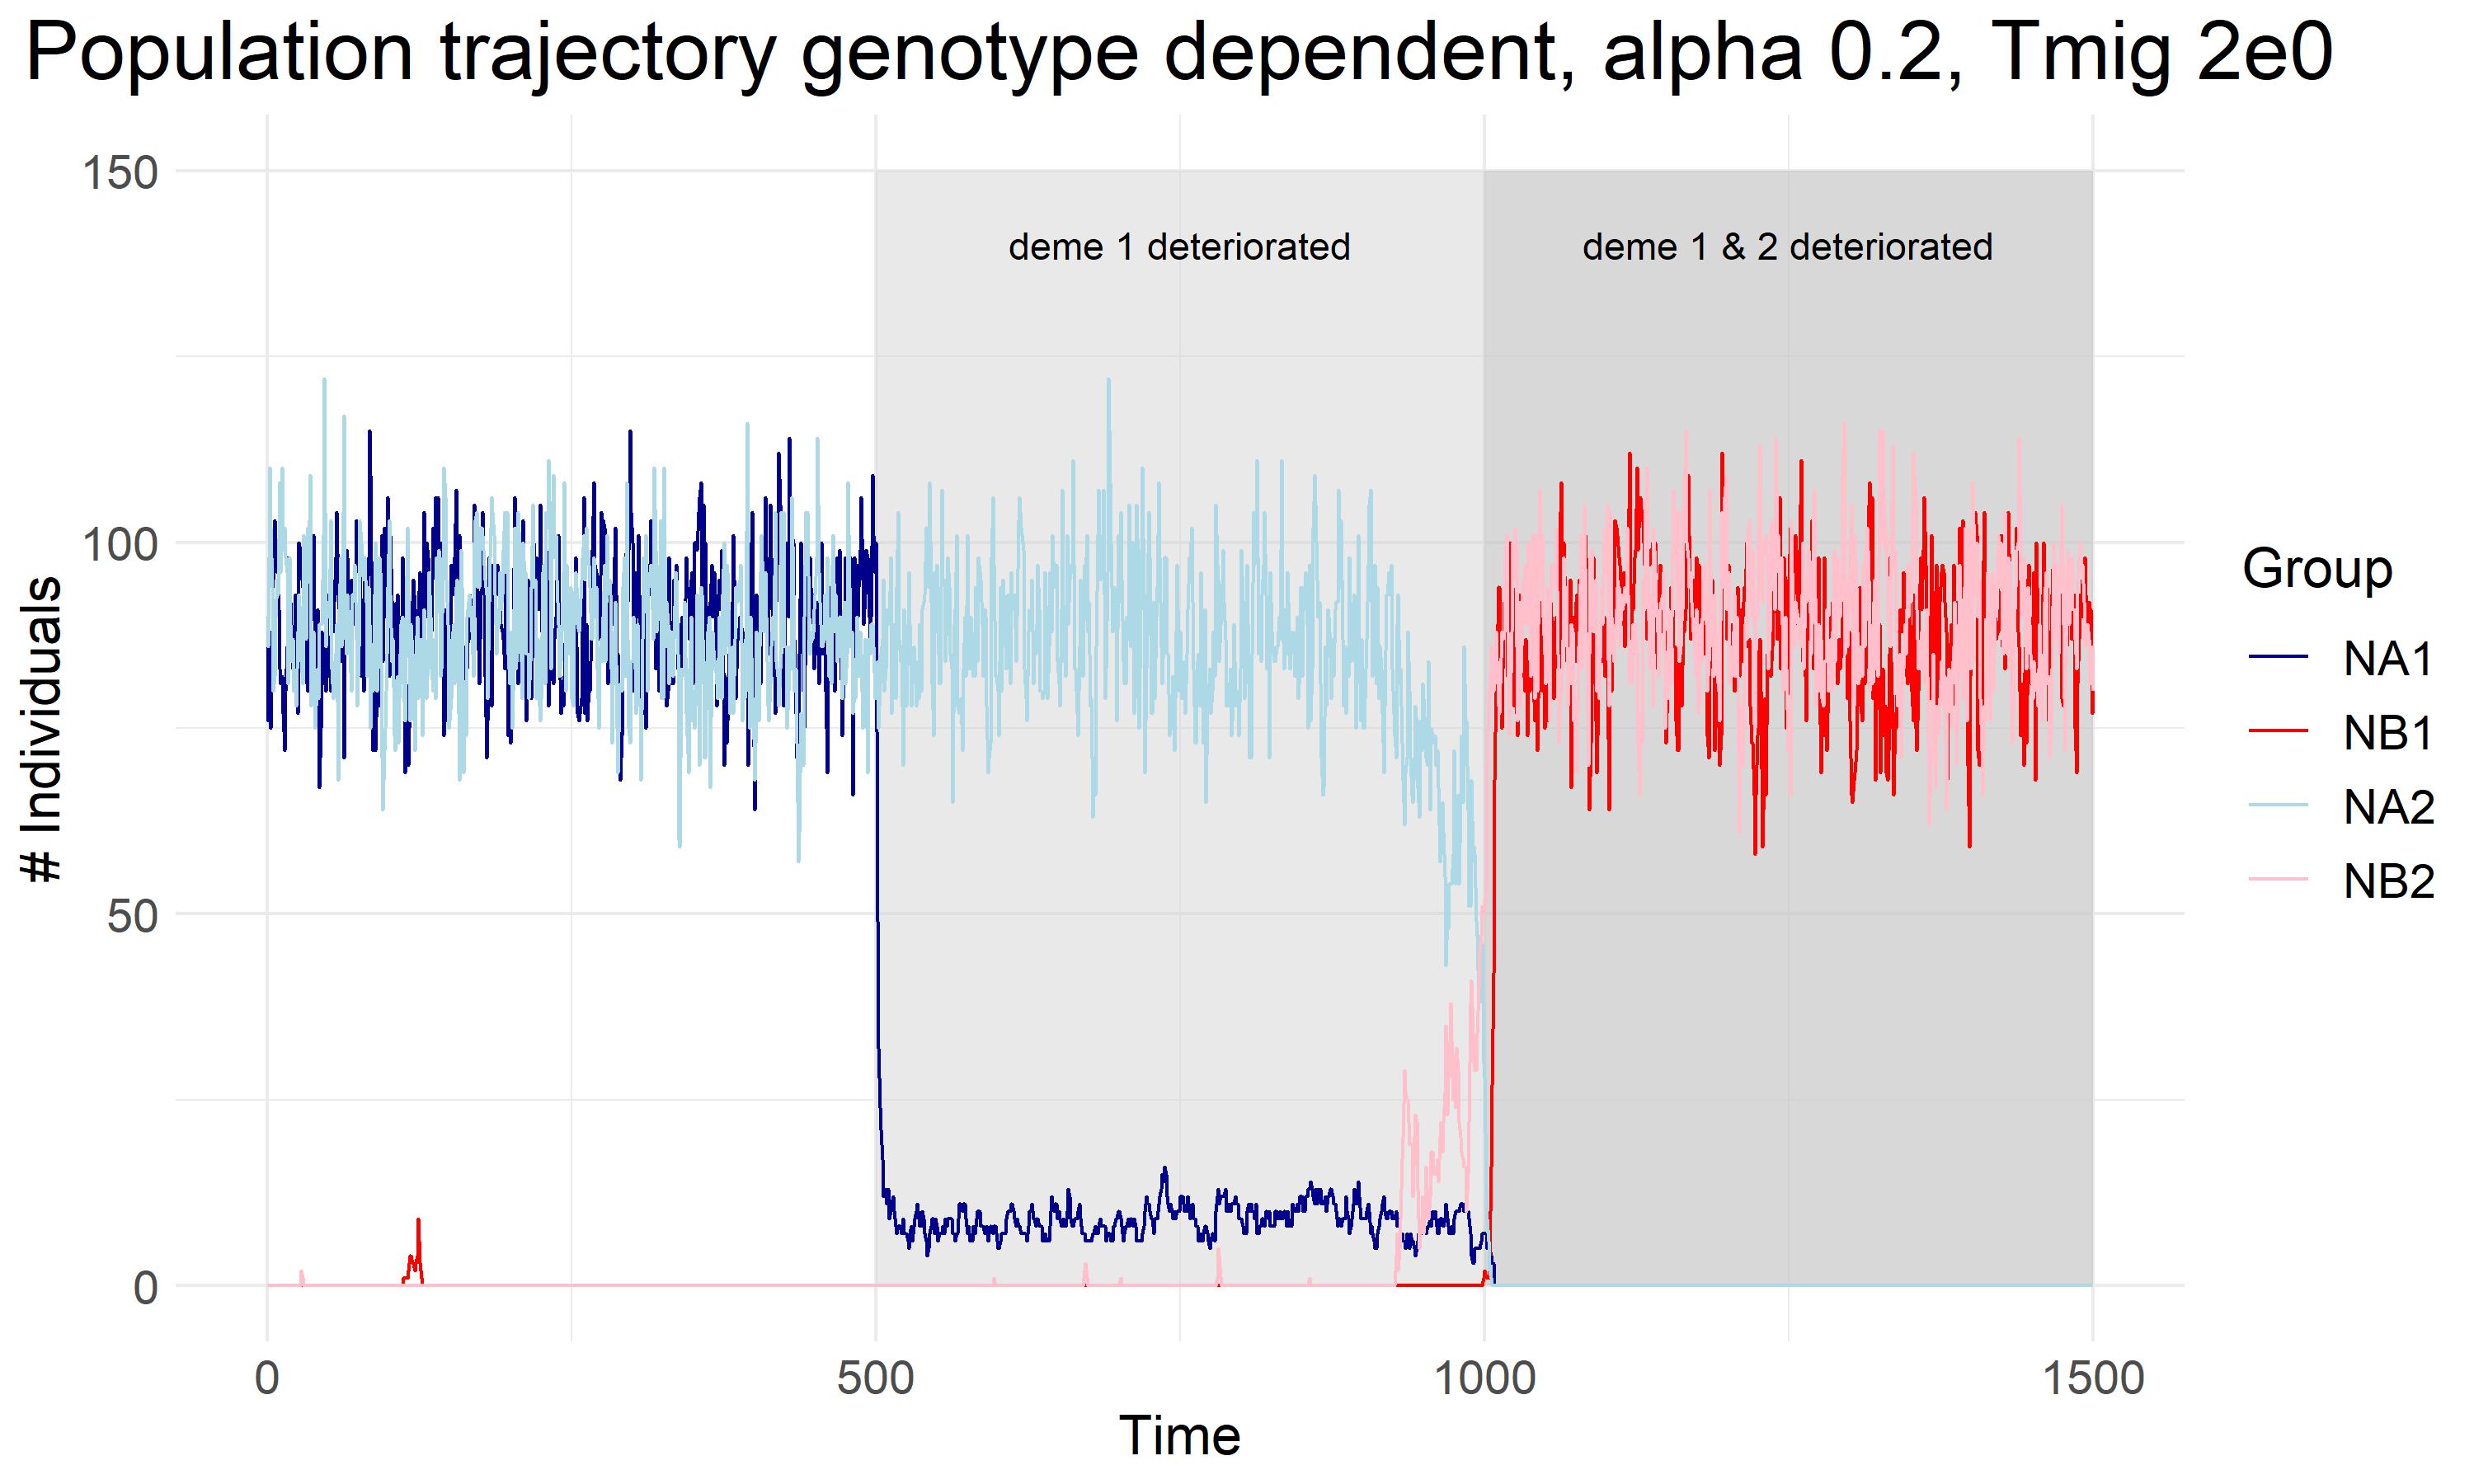 Population trajectory genotype dependent, alpha 0.2, Tmig 2e0
150
100
50
0
# Individuals
deme 1 deteriorated
deme 1 & 2 deteriorated
0
500
1000
1500
Time
Group
NA1
NB1
NA2
NB2